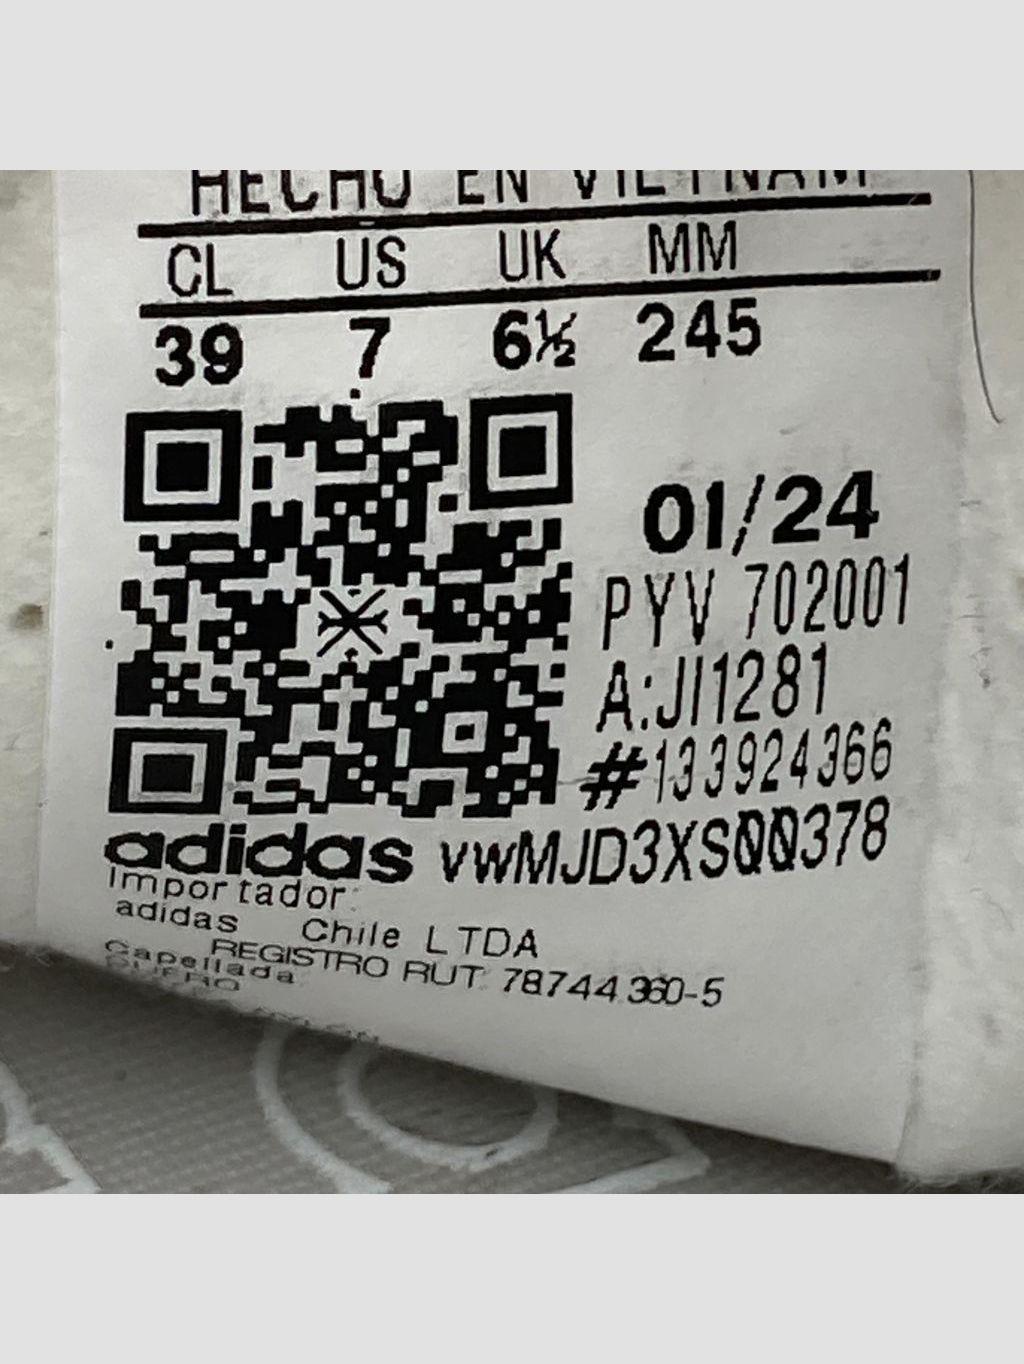 HECHO EN VIETNAM
CL US UK MM
39 7 6½ 245
01/24
PYV 702001
A:JI1281
#133924366
adidas vwMJD3XS00378
Importador:
adidas Chile LTDA
REGISTRO RUT: 78744.360-5
Capellada
CUERO